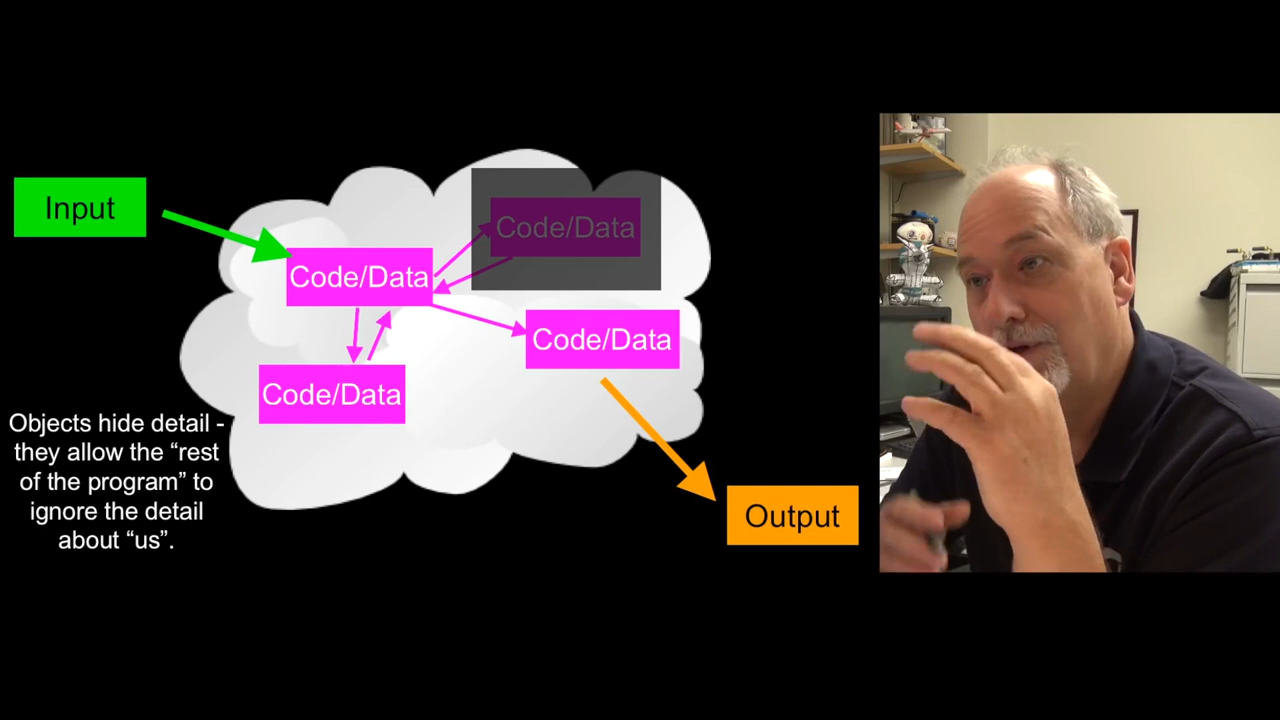 Input
Code/Data
Code/Data
Code/Data
Code/Data
Objects hide detail -
they allow the “rest
of the program” to
ignore the detail
about “us”.
Output